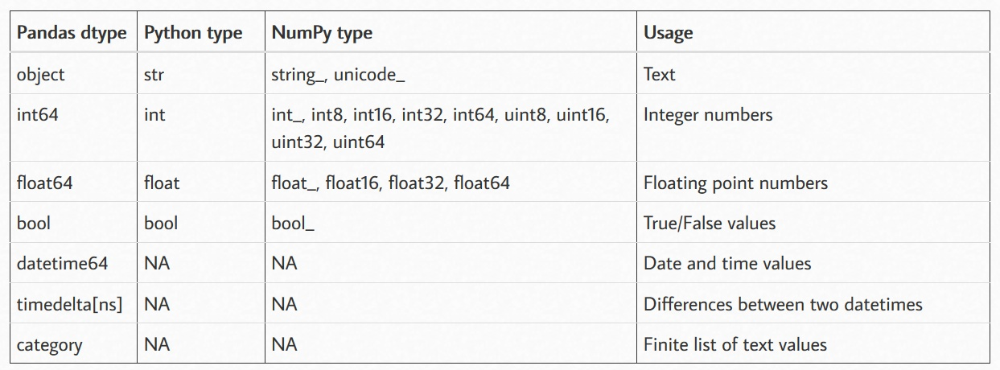 Pandas dtype Python type NumPy type Usage
object str string_, unicode_ Text
int64 int int_, int8, int16, int32, int64, uint8, uint16, Integer numbers
uint32, uint64
float64 float float_, float16, float32, float64 Floating point numbers
bool bool bool_ True/False values
datetime64 NA NA Date and time values
timedelta[ns] NA NA Differences between two datetimes
category NA NA Finite list of text values